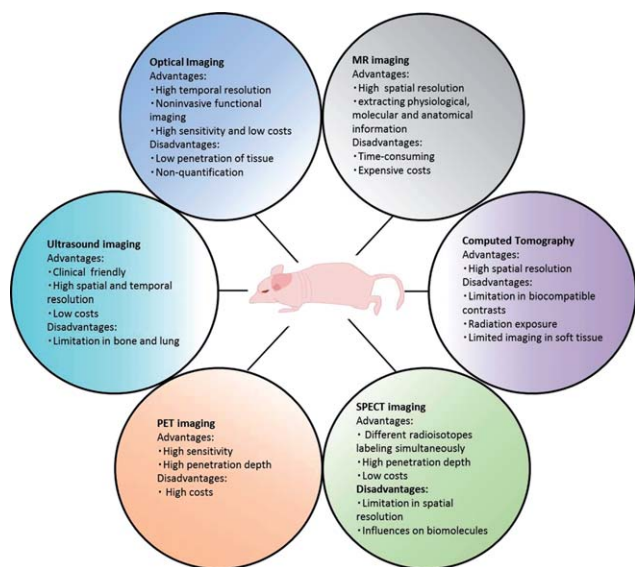 Optical Imaging
Advantages:
・High temporal resolution
・Noninvasive functional
imaging
・High sensitivity and low costs
Disadvantages:
・Low penetration of tissue
・Non-quantification
MR imaging
Advantages:
・High spatial resolution
・extracting physiological,
molecular and anatomical
information
Disadvantages:
・Time-consuming
・Expensive costs
Ultrasound imaging
Advantages:
・Clinical friendly
・High spatial and temporal
resolution
・Low costs
Disadvantages:
・Limitation in bone and lung
Computed Tomography
Advantages:
・High spatial resolution
Disadvantages:
・Limitation in biocompatible
contrasts
・Radiation exposure
・Limited imaging in soft tissue
PET imaging
Advantages:
・High sensitivity
・High penetration depth
Disadvantages:
・High costs
SPECT imaging
Advantages:
・Different radioisotopes
labeling simultaneously
・High penetration depth
・Low costs
Disadvantages:
・Limitation in spatial
resolution
・Influences on biomolecules